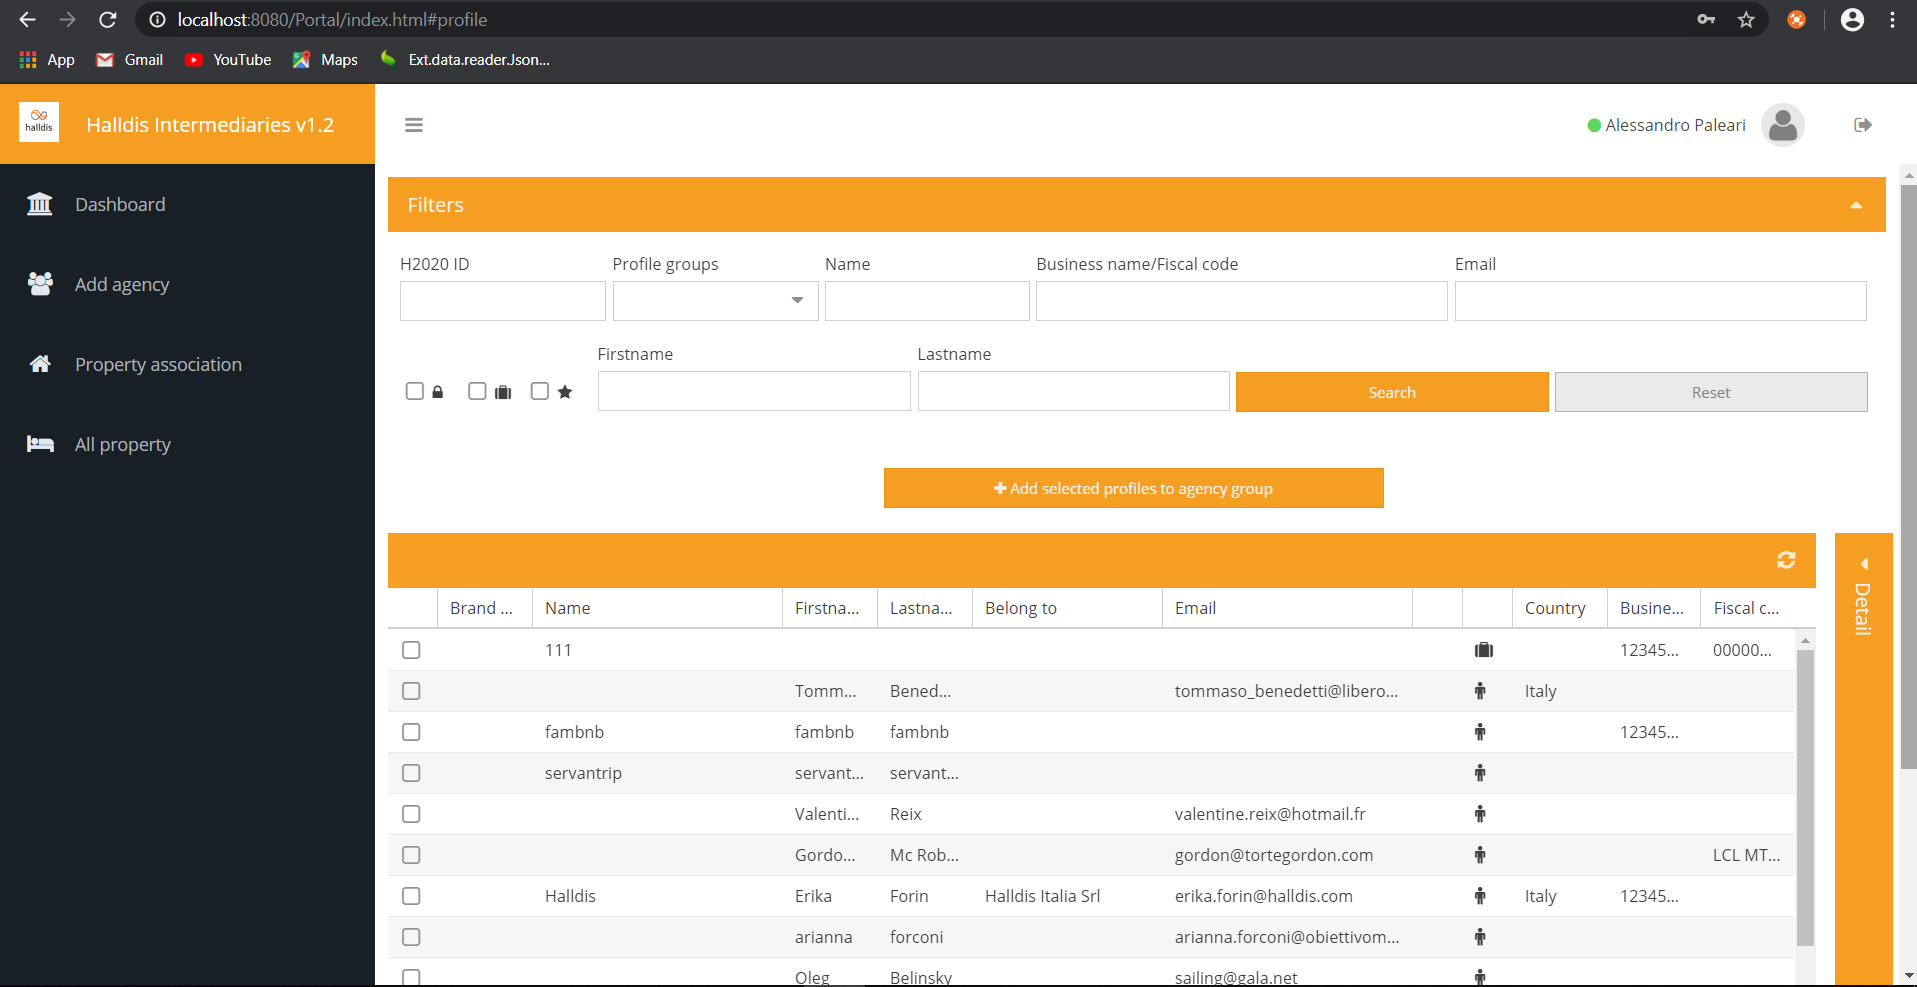 localhost:8080/Portal/index.html#profile
App Gmail YouTube Maps Ext.data.reader.Json...
halldis Halldis Intermediaries v1.2
Alessandro Paleari
Dashboard
Add agency
Property association
All property
Filters
H2020 ID Profile groups Name Business name/Fiscal code Email
Firstname Lastname
Search Reset
Add selected profiles to agency group
Brand ... Name Firstna... Lastna... Belong to Email Country Busine... Fiscal c...
111 12345... 00000...
Tomm... Bened... tommaso_benedetti@libero... Italy
fambnb fambnb fambnb 12345...
servantrip servant... servant...
Valenti... Reix valentine.reix@hotmail.fr
Gordo... Mc Rob... gordon@tortegordon.com LCL MT...
Halldis Erika Forin Halldis Italia Srl erika.forin@halldis.com Italy 12345...
arianna forconi arianna.forconi@obiettivom...
Oleg Belinsky sailing@gala.net
Detail